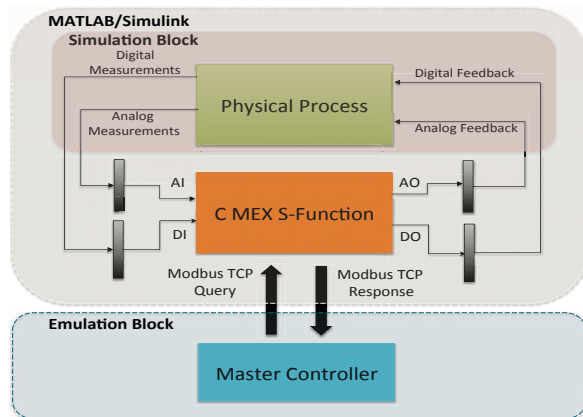 MATLAB/Simulink
Simulation Block
Digital
Measurements
Digital Feedback
Physical Process
Analog
Measurements
Analog Feedback
AI
AO
C MEX S-Function
DI
DO
Modbus TCP
Query
Modbus TCP
Response
Emulation Block
Master Controller